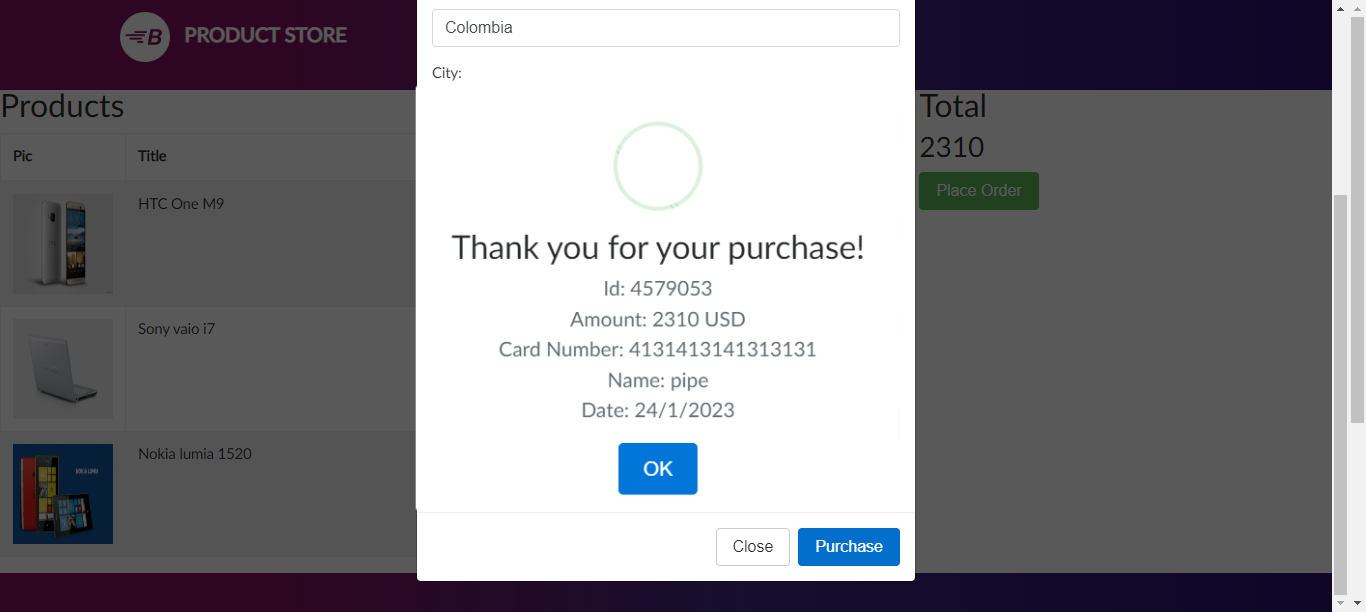 PRODUCT STORE
Colombia
City:
Products
Pic Title
HTC One M9
Sony vaio i7
Nokia lumia 1520
NOKIA LUMIA
Thank you for your purchase!
Id: 4579053
Amount: 2310 USD
Card Number: 4131413141313131
Name: pipe
Date: 24/1/2023
OK
Close Purchase
Total
2310
Place Order